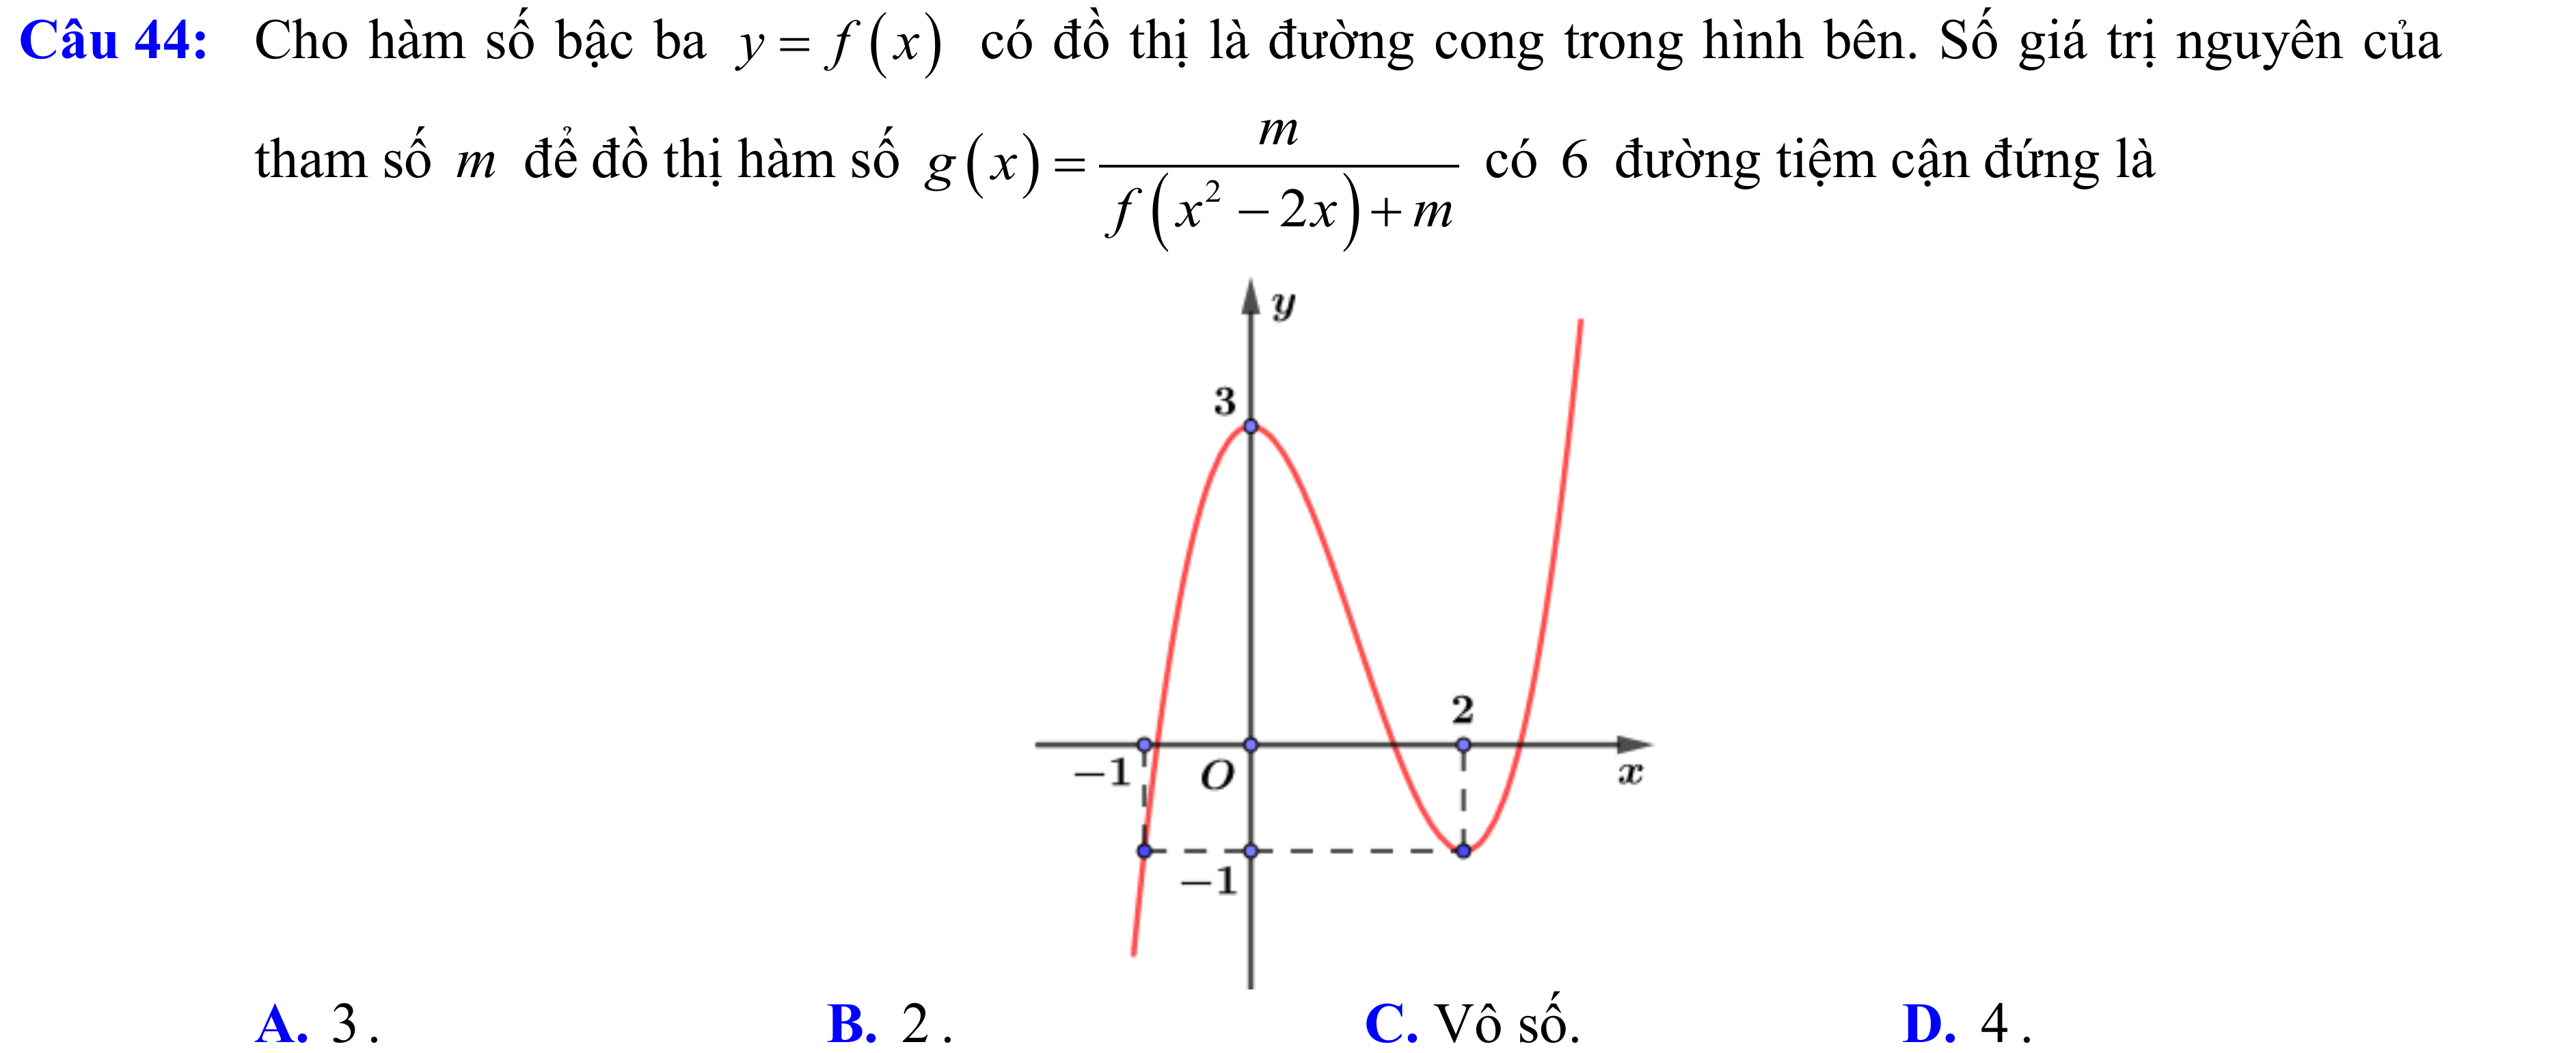 Câu 44: Cho hàm số bậc ba y = f(x) có đồ thị là đường cong trong hình bên. Số giá trị nguyên của
tham số m để đồ thị hàm số g(x) = m / (f(x² − 2x) + m) có 6 đường tiệm cận đứng là
y
3
2
−1
O
x
−1
A. 3 .
B. 2 .
C. Vô số.
D. 4 .